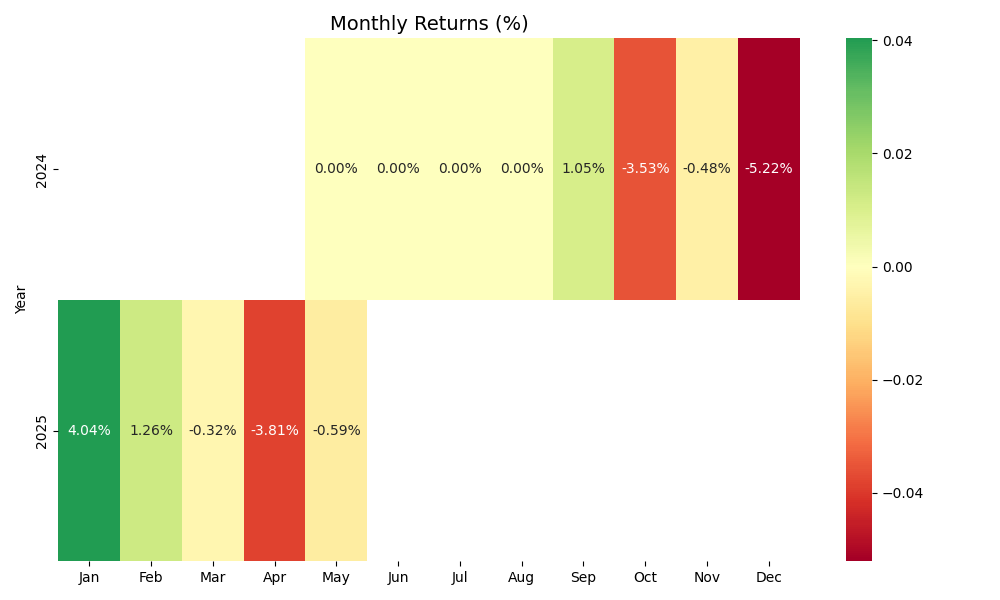 Monthly Returns (%)
Year
2024
0.00% 0.00% 0.00% 0.00% 1.05% -3.53% -0.48% -5.22%
2025
4.04% 1.26% -0.32% -3.81% -0.59%
Jan Feb Mar Apr May Jun Jul Aug Sep Oct Nov Dec
0.04
0.02
0.00
−0.02
−0.04